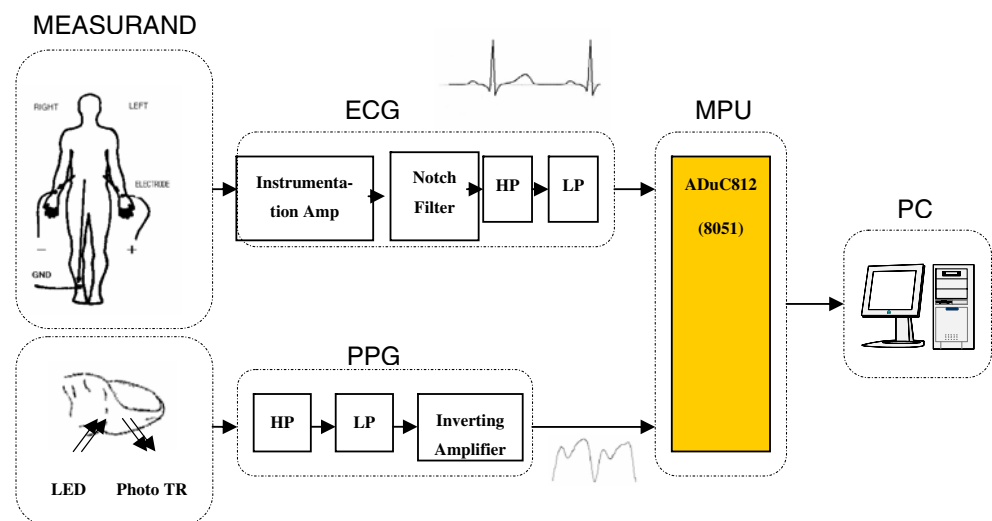 MEASURAND
RIGHT
LEFT
ELECTRODE
−
+
GND
LED
Photo TR
ECG
Instrumenta-
tion Amp
Notch
Filter
HP
LP
PPG
HP
LP
Inverting
Amplifier
MPU
ADuC812
(8051)
PC